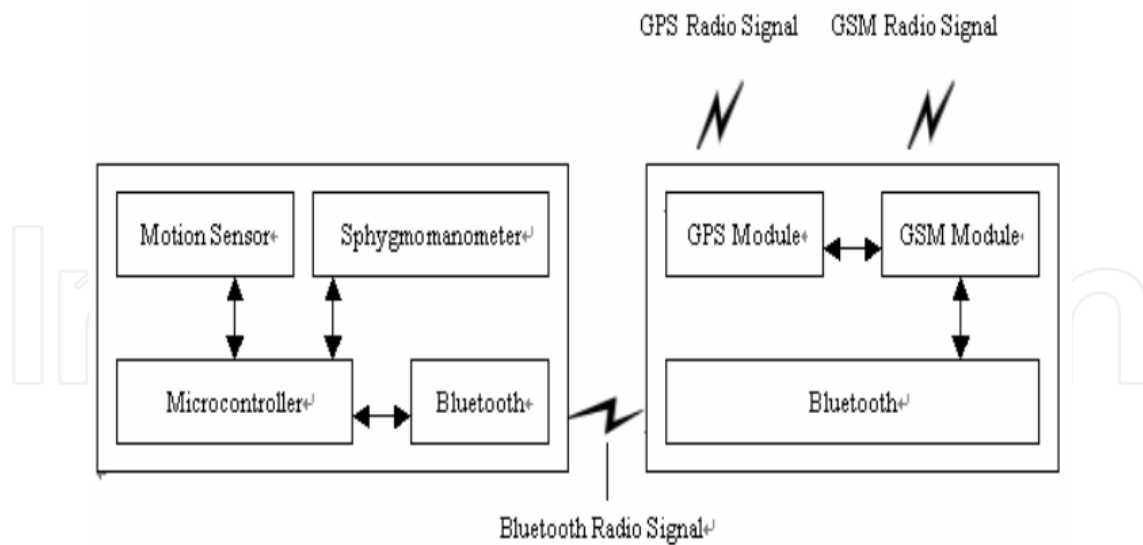 GPS Radio Signal GSM Radio Signal
Motion Sensor↵ Sphygmomanometer↵ GPS Module↵ GSM Module↵
Microcontroller↵ Bluetooth↵ Bluetooth↵
Bluetooth Radio Signal↵